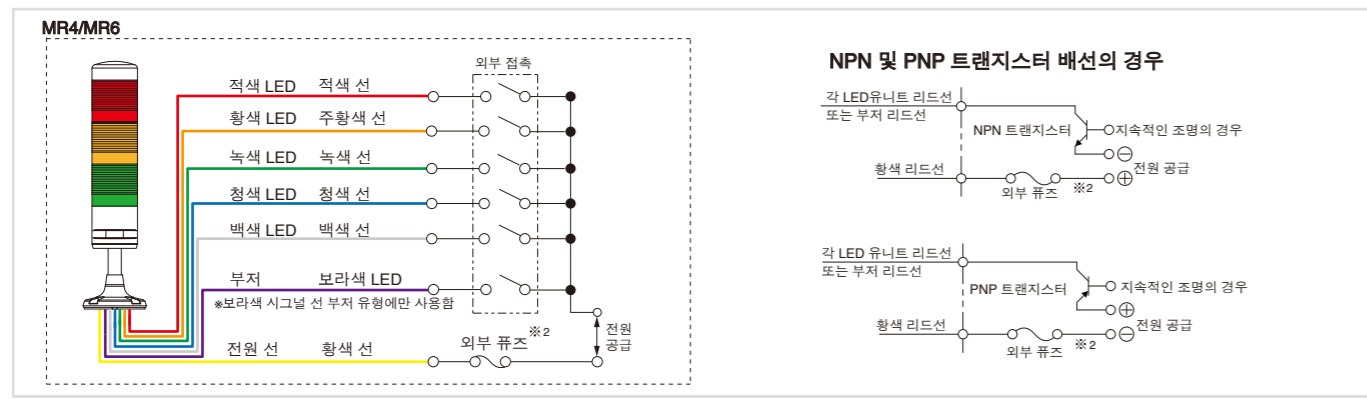 MR4/MR6
외부 접촉
적색 LED 적색 선
황색 LED 주황색 선
녹색 LED 녹색 선
청색 LED 청색 선
백색 LED 백색 선
부저 보라색 LED
※보라색 시그널 선 부저 유형에만 사용함
전원 선 황색 선
외부 퓨즈 ※2
전원
공급
NPN 및 PNP 트랜지스터 배선의 경우
각 LED유니트 리드선
또는 부저 리드선
NPN 트랜지스터
지속적인 조명의 경우
⊖
황색 리드선
외부 퓨즈
※2
⊕
전원 공급
각 LED 유니트 리드선
또는 부저 리드선
PNP 트랜지스터
지속적인 조명의 경우
⊕
황색 리드선
외부 퓨즈
※2
⊖
전원 공급